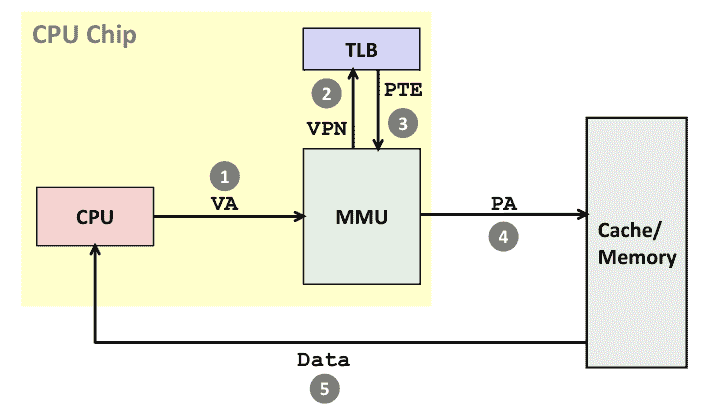 CPU Chip
TLB
2
PTE
VPN
3
1
VA
CPU
MMU
PA
4
Cache/
Memory
Data
5